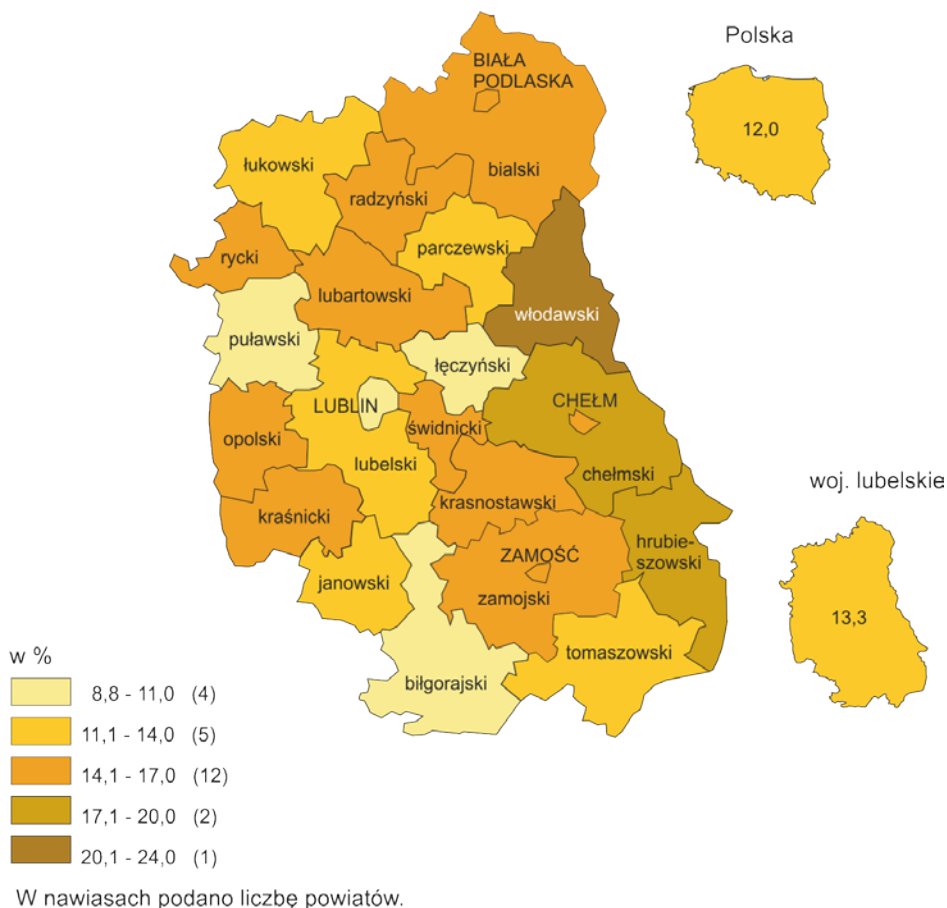 Polska
12,0
BIAŁA
PODLASKA
łukowski
bialski
radzyński
parczewski
rycki
lubartowski
włodawski
puławski
łęczyński
LUBLIN
CHEŁM
świdnicki
opolski
lubelski
chełmski
woj. lubelskie
kraśnicki
krasnostawski
hrubie-
szowski
ZAMOŚĆ
janowski
zamojski
13,3
tomaszowski
biłgorajski
w %
8,8 - 11,0 (4)
11,1 - 14,0 (5)
14,1 - 17,0 (12)
17,1 - 20,0 (2)
20,1 - 24,0 (1)
W nawiasach podano liczbę powiatów.